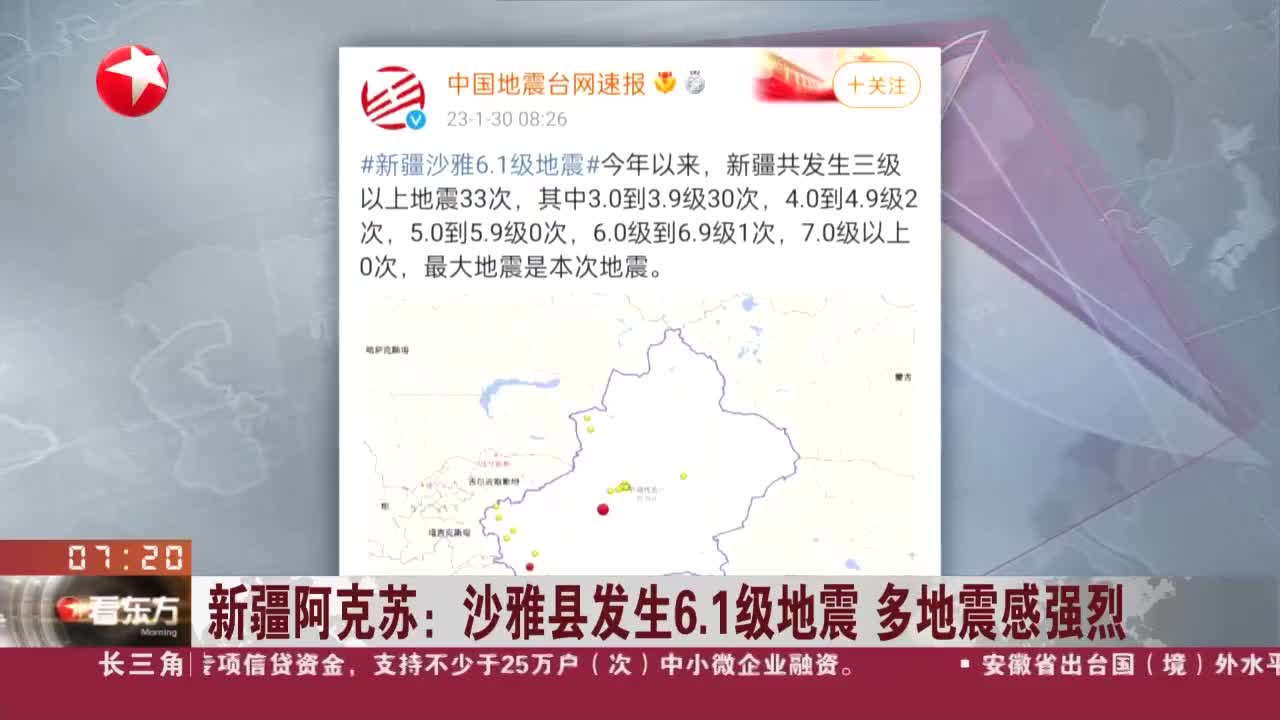 中国地震台网速报
+关注
23-1-30 08:26
#新疆沙雅6.1级地震#今年以来，新疆共发生三级
以上地震33次，其中3.0到3.9级30次，4.0到4.9级2
次，5.0到5.9级0次，6.0级到6.9级1次，7.0级以上
0次，最大地震是本次地震。
哈萨克斯坦
蒙古
吉尔吉斯斯坦
塔吉克斯坦
07:20
看东方
Morning
新疆阿克苏：沙雅县发生6.1级地震 多地震感强烈
长三角
专项信贷资金，支持不少于25万户（次）中小微企业融资。
▪ 安徽省出台国（境）外水平